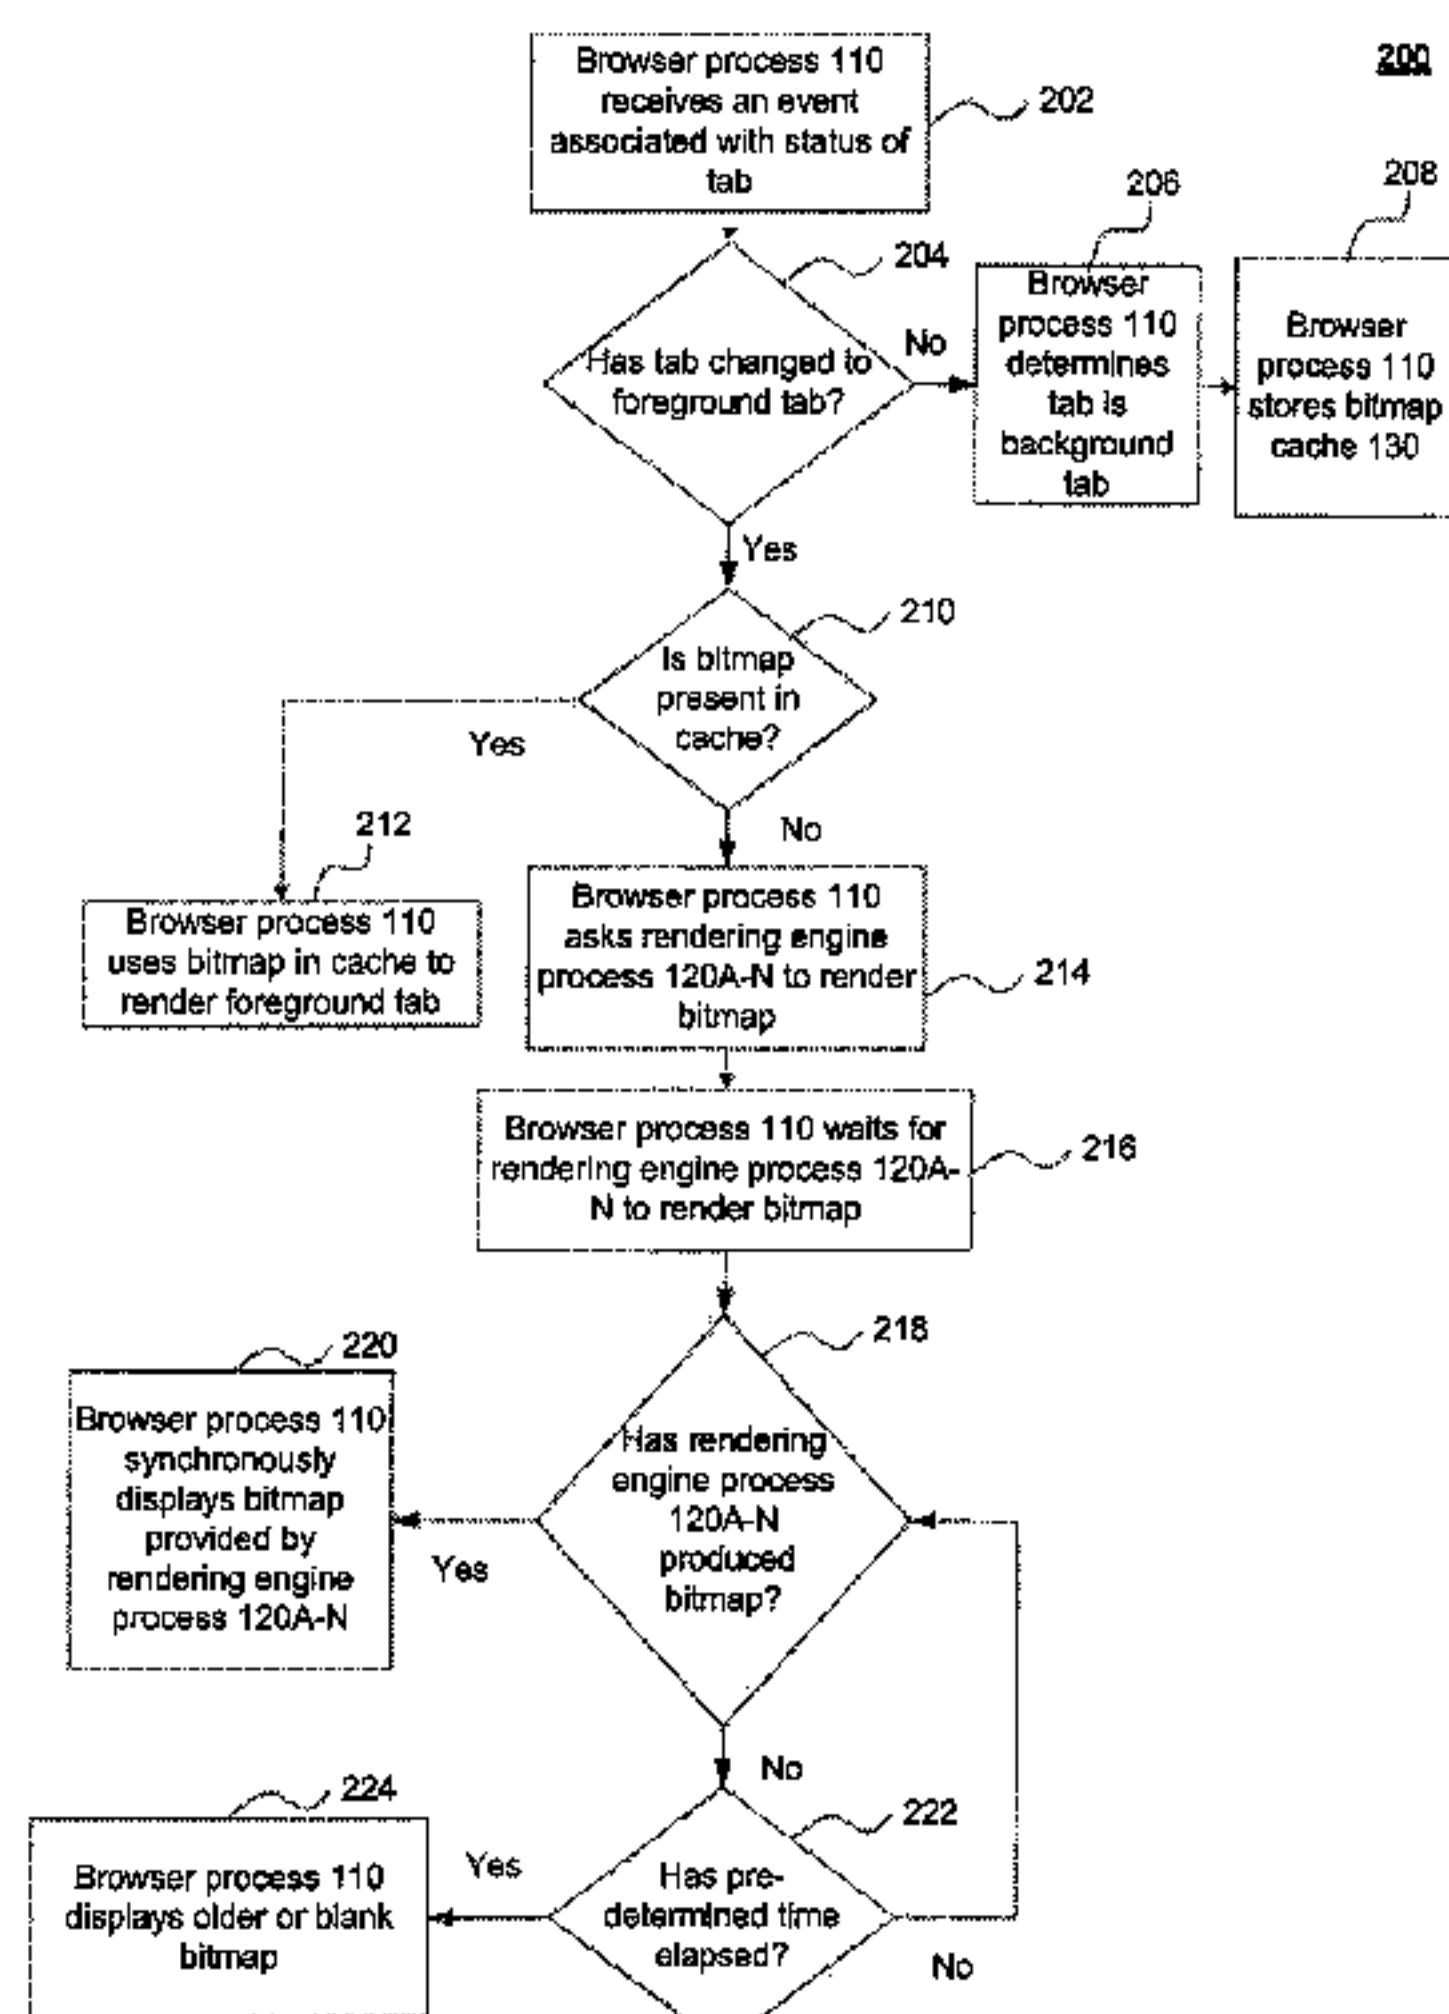 200
Browser process 110
receives an event
associated with status of
tab
202
204
Has tab changed to
foreground tab?
No
206
Browser
process 110
determines
tab is
background
tab
208
Browser
process 110
stores bitmap
cache 130
Yes
210
Is bitmap
present in
cache?
Yes
No
212
Browser process 110
uses bitmap in cache to
render foreground tab
Browser process 110
asks rendering engine
process 120A-N to render
bitmap
214
Browser process 110 waits for
rendering engine process 120A-
N to render bitmap
216
218
Has rendering
engine process
120A-N
produced
bitmap?
220
Browser process 110
synchronously
displays bitmap
provided by
rendering engine
process 120A-N
Yes
No
222
Has pre-
determined time
elapsed?
224
Browser process 110
displays older or blank
bitmap
Yes
No